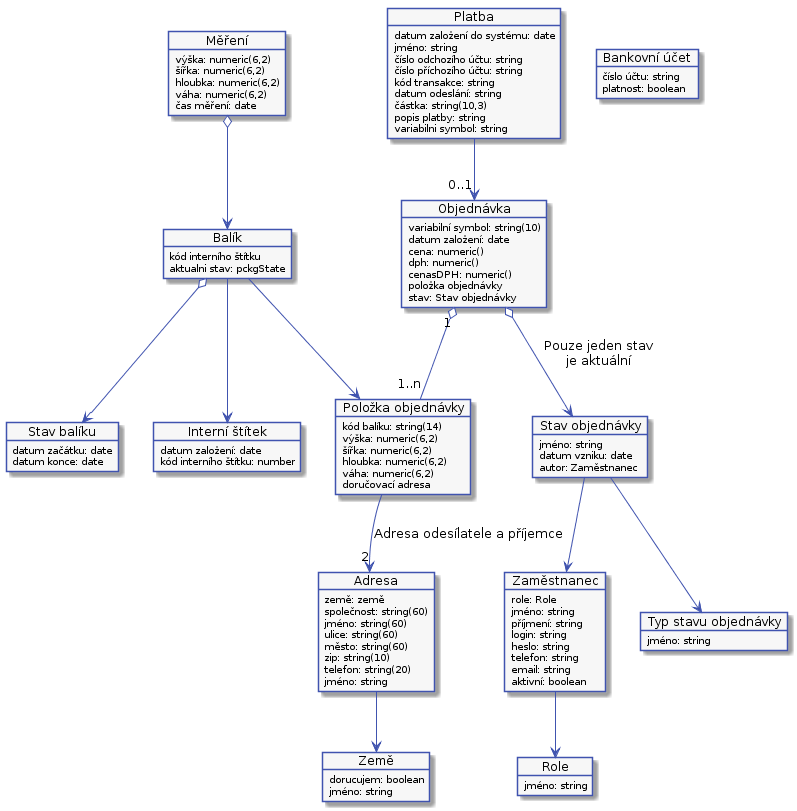 Platba
datum založení do systému: date
jméno: string
číslo odchozího účtu: string
číslo příchozího účtu: string
kód transakce: string
datum odeslání: string
částka: string(10,3)
popis platby: string
variabilni symbol: string
Měření
výška: numeric(6,2)
šířka: numeric(6,2)
hloubka: numeric(6,2)
váha: numeric(6,2)
čas měření: date
Bankovní účet
číslo účtu: string
platnost: boolean
0..1
Objednávka
variabilní symbol: string(10)
datum založení: date
cena: numeric()
dph: numeric()
cenasDPH: numeric()
položka objednávky
stav: Stav objednávky
Balík
kód interního štítku
aktualni stav: pckgState
1
Pouze jeden stav
je aktuální
1..n
Stav balíku
datum začátku: date
datum konce: date
Interní štítek
datum založení: date
kód interního štítku: number
Položka objednávky
kód balíku: string(14)
výška: numeric(6,2)
šířka: numeric(6,2)
hloubka: numeric(6,2)
váha: numeric(6,2)
doručovací adresa
Stav objednávky
jméno: string
datum vzniku: date
autor: Zaměstnanec
Adresa odesílatele a příjemce
2
Adresa
země: země
společnost: string(60)
jméno: string(60)
ulice: string(60)
město: string(60)
zip: string(10)
telefon: string(20)
jméno: string
Zaměstnanec
role: Role
jméno: string
příjmení: string
login: string
heslo: string
telefon: string
email: string
aktivní: boolean
Typ stavu objednávky
jméno: string
Země
dorucujem: boolean
jméno: string
Role
jméno: string